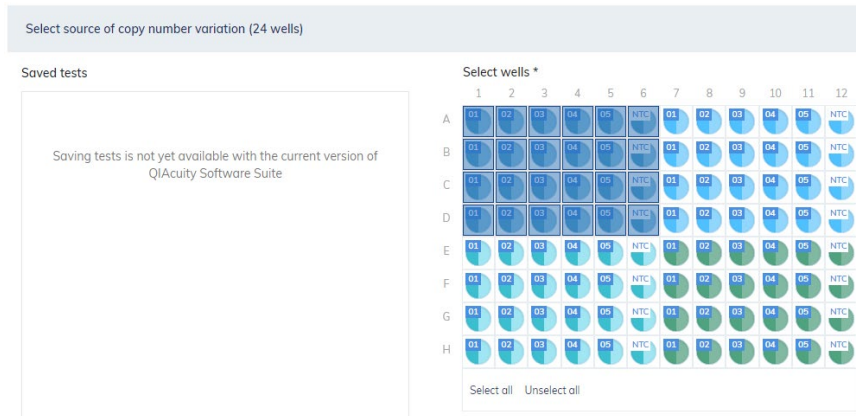 Select source of copy number variation (24 wells)
Saved tests
Select wells *
Saving tests is not yet available with the current version of
QIAcuity Software Suite
1 2 3 4 5 6 7 8 9 10 11 12
A 01 02 03 04 05 NTC 01 02 03 04 05 NTC
B 01 02 03 04 05 NTC 01 02 03 04 05 NTC
C 01 02 03 04 05 NTC 01 02 03 04 05 NTC
D 01 02 03 04 05 NTC 01 02 03 04 05 NTC
E 01 02 03 04 05 NTC 01 02 03 04 05 NTC
F 01 02 03 04 05 NTC 01 02 03 04 05 NTC
G 01 02 03 04 05 NTC 01 02 03 04 05 NTC
H 01 02 03 04 05 NTC 01 02 03 04 05 NTC
Select all Unselect all